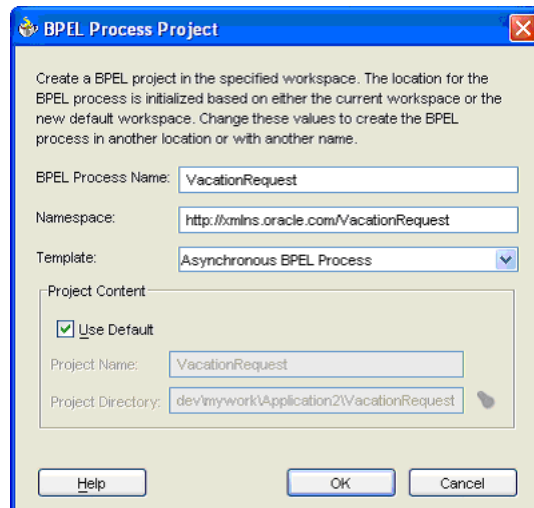 BPEL Process Project
Create a BPEL project in the specified workspace. The location for the
BPEL process is initialized based on either the current workspace or the
new default workspace. Change these values to create the BPEL
process in another location or with another name.
BPEL Process Name: VacationRequest
Namespace: http://xmlns.oracle.com/VacationRequest
Template: Asynchronous BPEL Process
Project Content
Use Default
Project Name: VacationRequest
Project Directory: dev\mywork\Application2\VacationRequest
Help OK Cancel